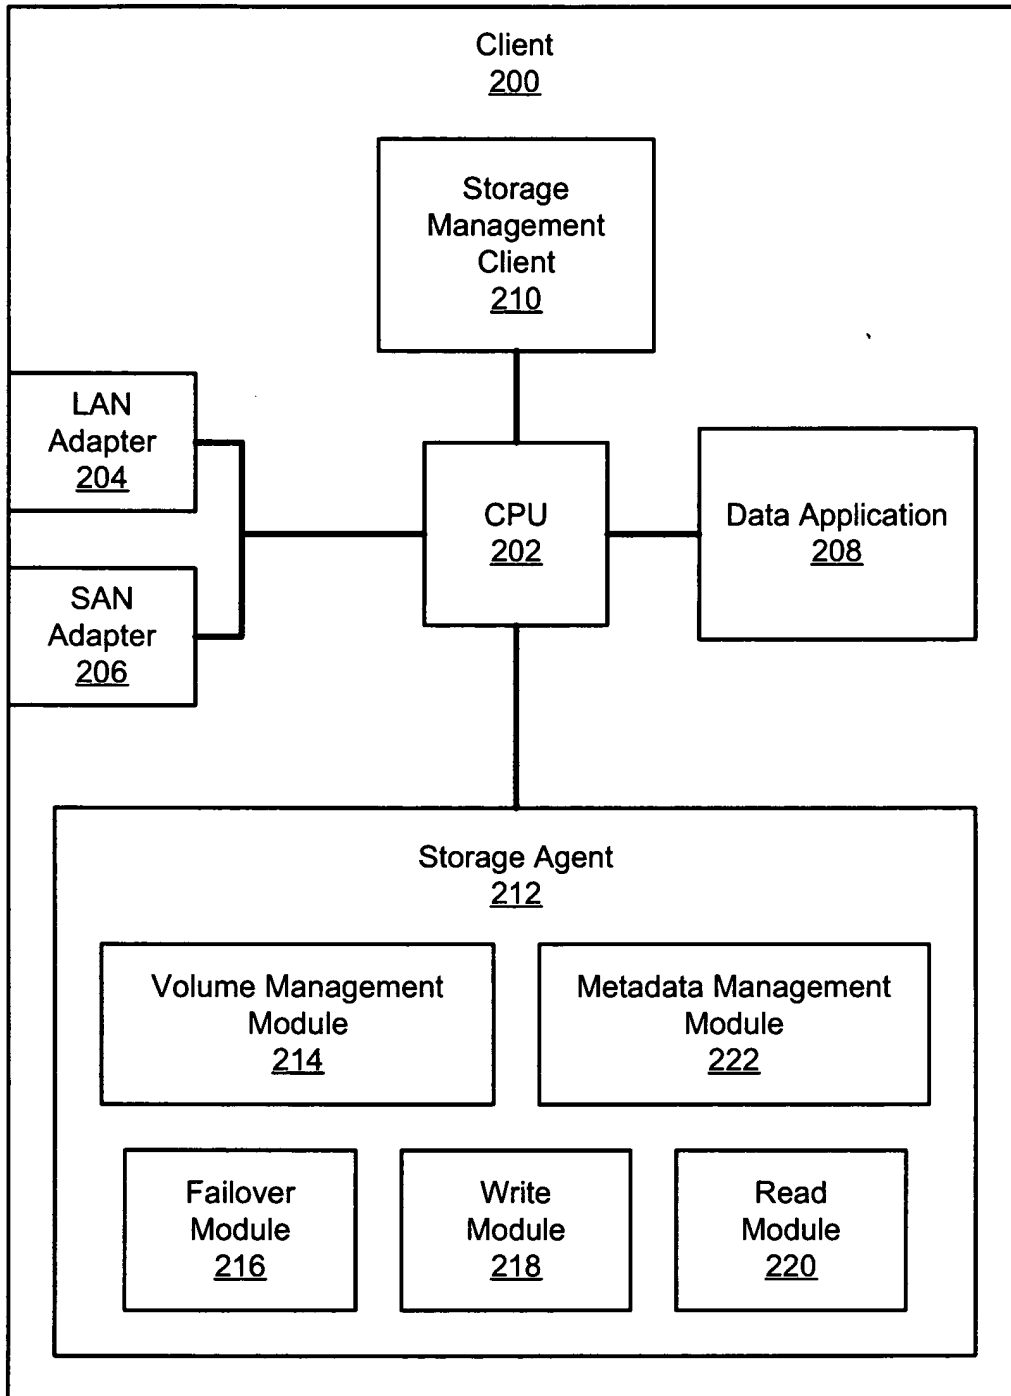 Client
200
Storage
Management
Client
210
LAN
Adapter
204
SAN
Adapter
206
CPU
202
Data Application
208
Storage Agent
212
Volume Management
Module
214
Metadata Management
Module
222
Failover
Module
216
Write
Module
218
Read
Module
220